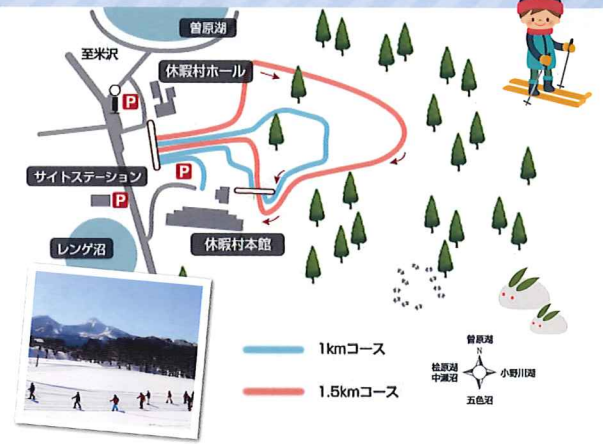 曽原湖
至米沢
休暇村ホール
P
サイトステーション
P
P
レンゲ沼
休暇村本館
1kmコース
1.5kmコース
曽原湖
N
桧原湖
中瀬沼
小野川湖
五色沼